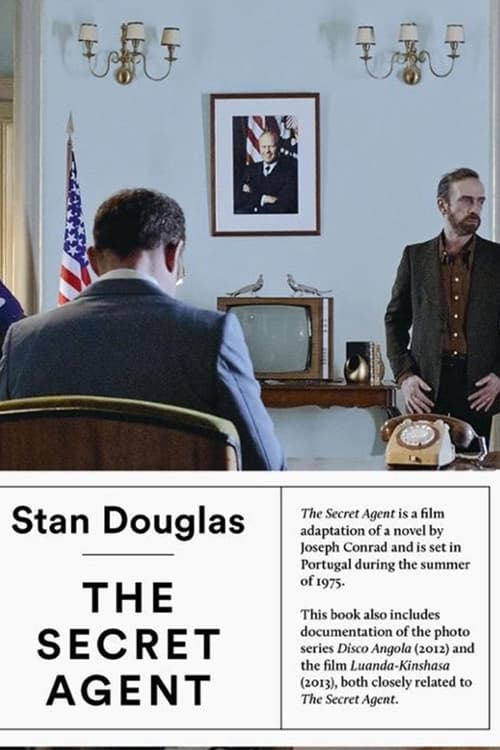 Stan Douglas
THE
SECRET
AGENT
The Secret Agent is a film
adaptation of a novel by
Joseph Conrad and is set in
Portugal during the summer
of 1975.
This book also includes
documentation of the photo
series Disco Angola (2012) and
the film Luanda-Kinshasa
(2013), both closely related to
The Secret Agent.